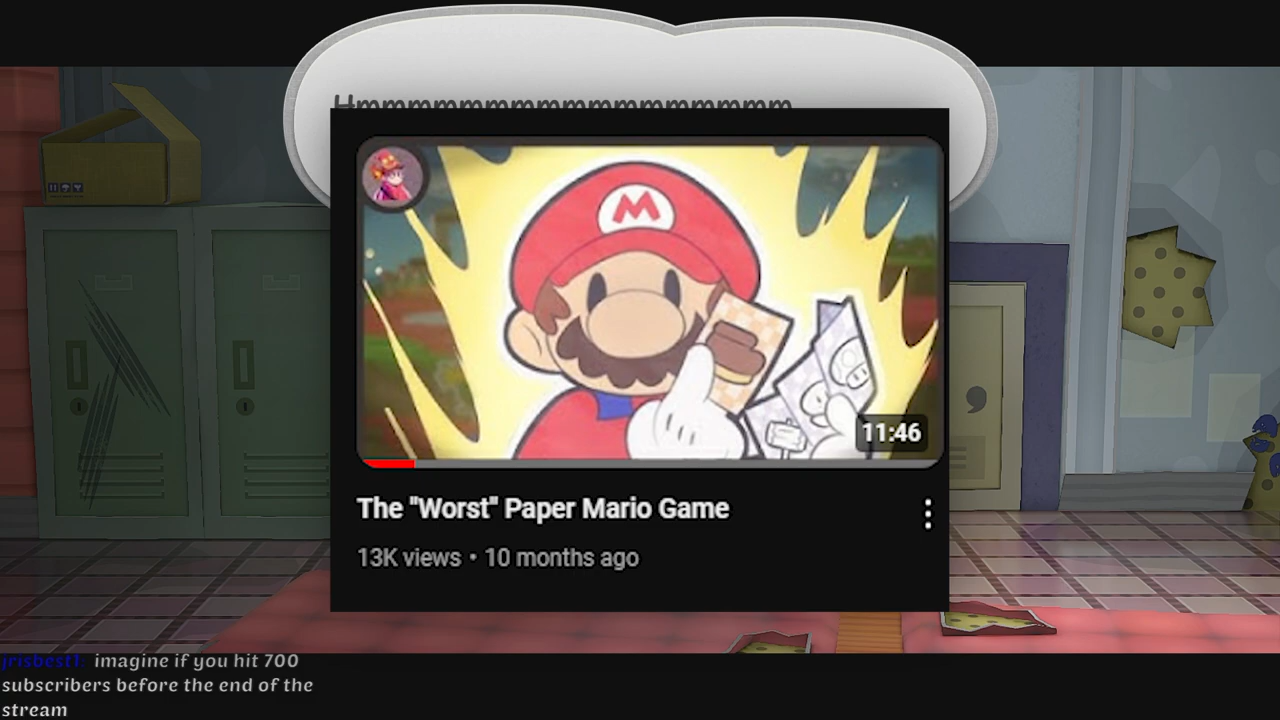 Hmmmmmmmmmmmmmmmmmm
M
11:46
The "Worst" Paper Mario Game
13K views • 10 months ago
jrisbest1: imagine if you hit 700
subscribers before the end of the
stream